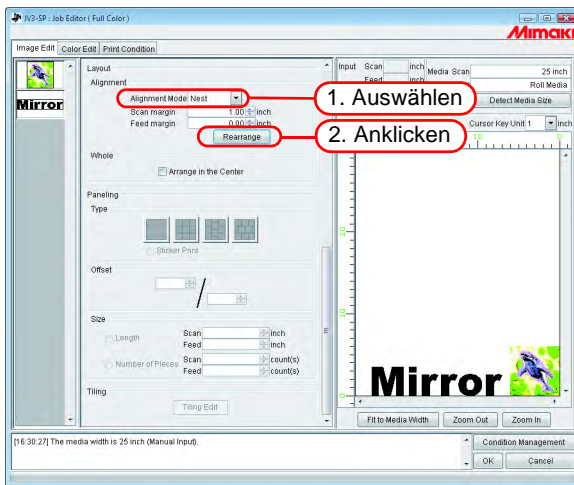 JV3-SP : Job Editor ( Full Color )
Mimaki
Image Edit Color Edit Print Condition
Mirror
Layout
Alignment
Alignment Mode Nest
Scan margin 1.00 inch
Feed margin 0.00 inch
Rearrange
1. Auswählen
2. Anklicken
Whole
Arrange in the Center
Paneling
Type
Sticker Print
Offset
/
Size
Length Scan inch
Feed inch
Number of Pieces Scan count(s)
Feed count(s)
Tiling
Tiling Edit
Input Scan inch Media Scan 25 inch
Feed inch Roll Media
Detect Media Size
Cursor Key Unit 1 inch
10 0
20
10
0
Mirror
Fit to Media Width Zoom Out Zoom In
[16:30:27] The media width is 25 inch (Manual Input).
Condition Management
OK Cancel